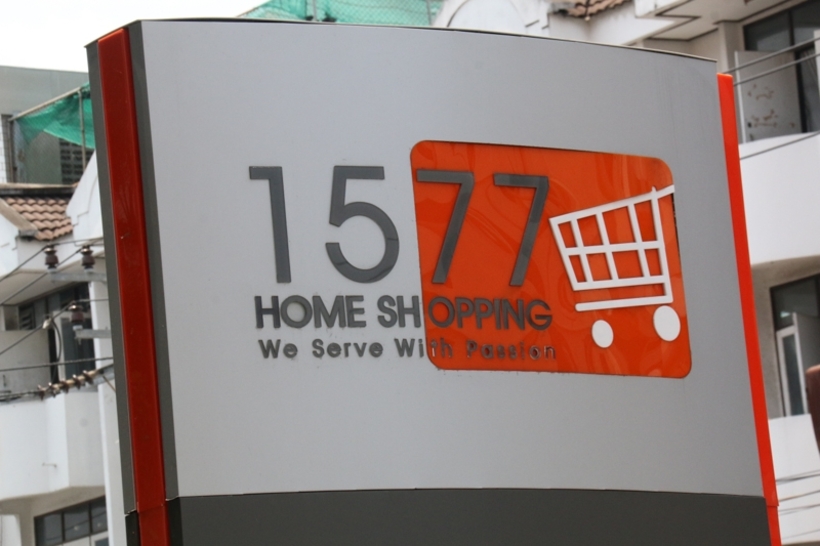 1577
HOME SHOPPING
We Serve With Passion